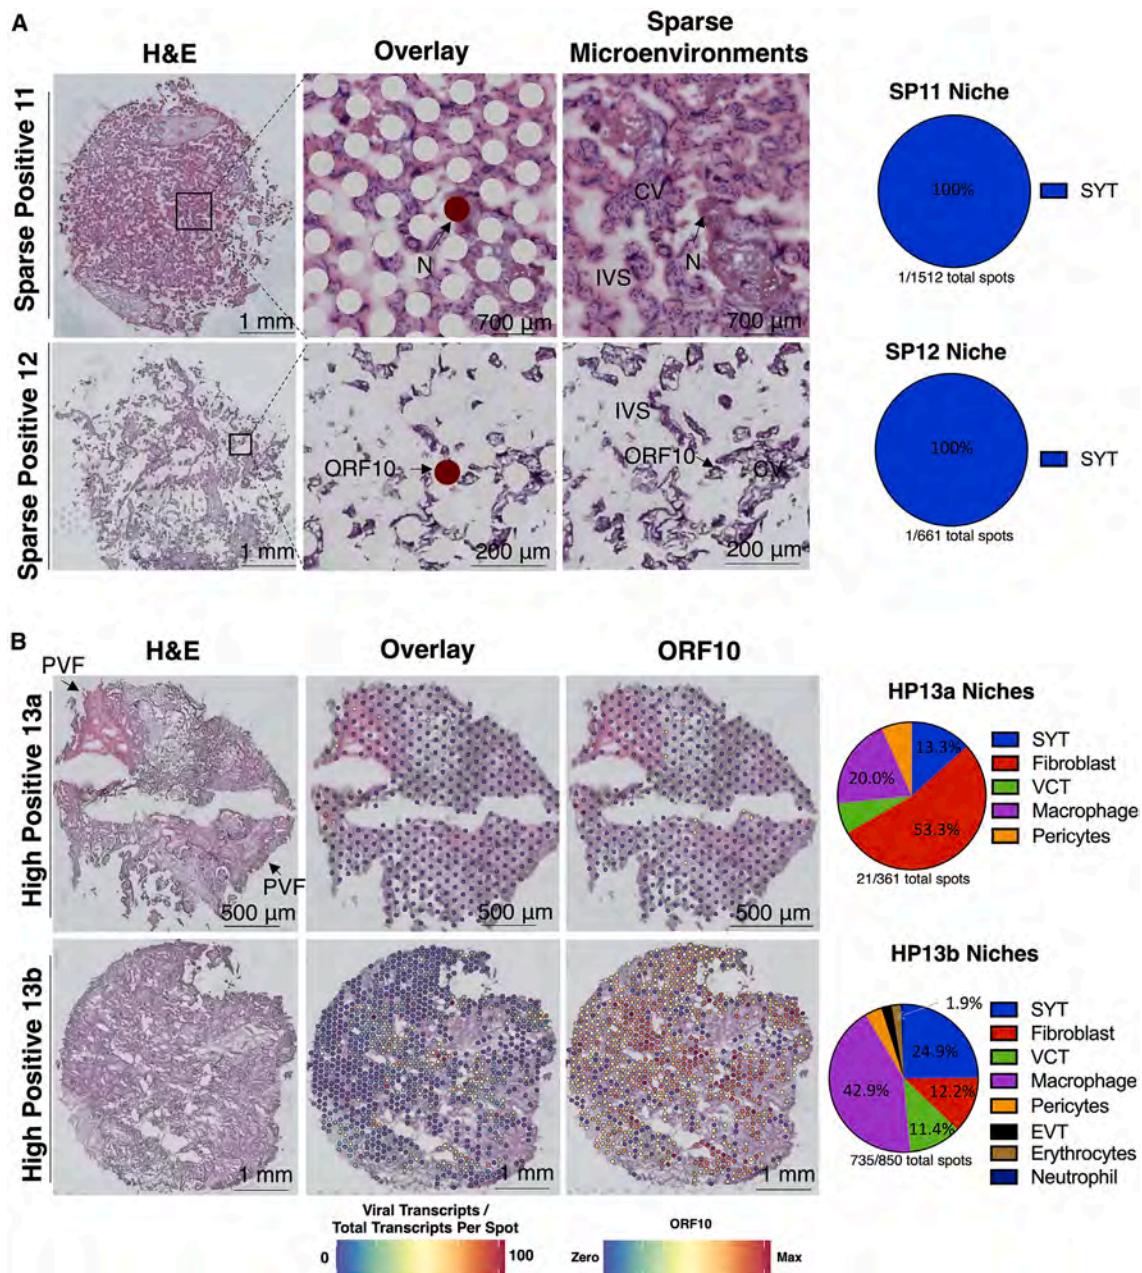 A
H&E
Overlay
Sparse
Microenvironments
Sparse Positive 11
1 mm
N
700 µm
CV
IVS
N
700 µm
SP11 Niche
100%
SYT
1/1512 total spots
Sparse Positive 12
1 mm
ORF10
200 µm
IVS
ORF10
CV
200 µm
SP12 Niche
100%
SYT
1/661 total spots
B
H&E
Overlay
ORF10
High Positive 13a
PVF
PVF
500 µm
500 µm
500 µm
HP13a Niches
13.3%
20.0%
53.3%
SYT
Fibroblast
VCT
Macrophage
Pericytes
21/361 total spots
High Positive 13b
1 mm
1 mm
1 mm
HP13b Niches
1.9%
24.9%
42.9%
12.2%
11.4%
SYT
Fibroblast
VCT
Macrophage
Pericytes
EVT
Erythrocytes
Neutrophil
735/850 total spots
Viral Transcripts /
Total Transcripts Per Spot
0
100
ORF10
Zero
Max